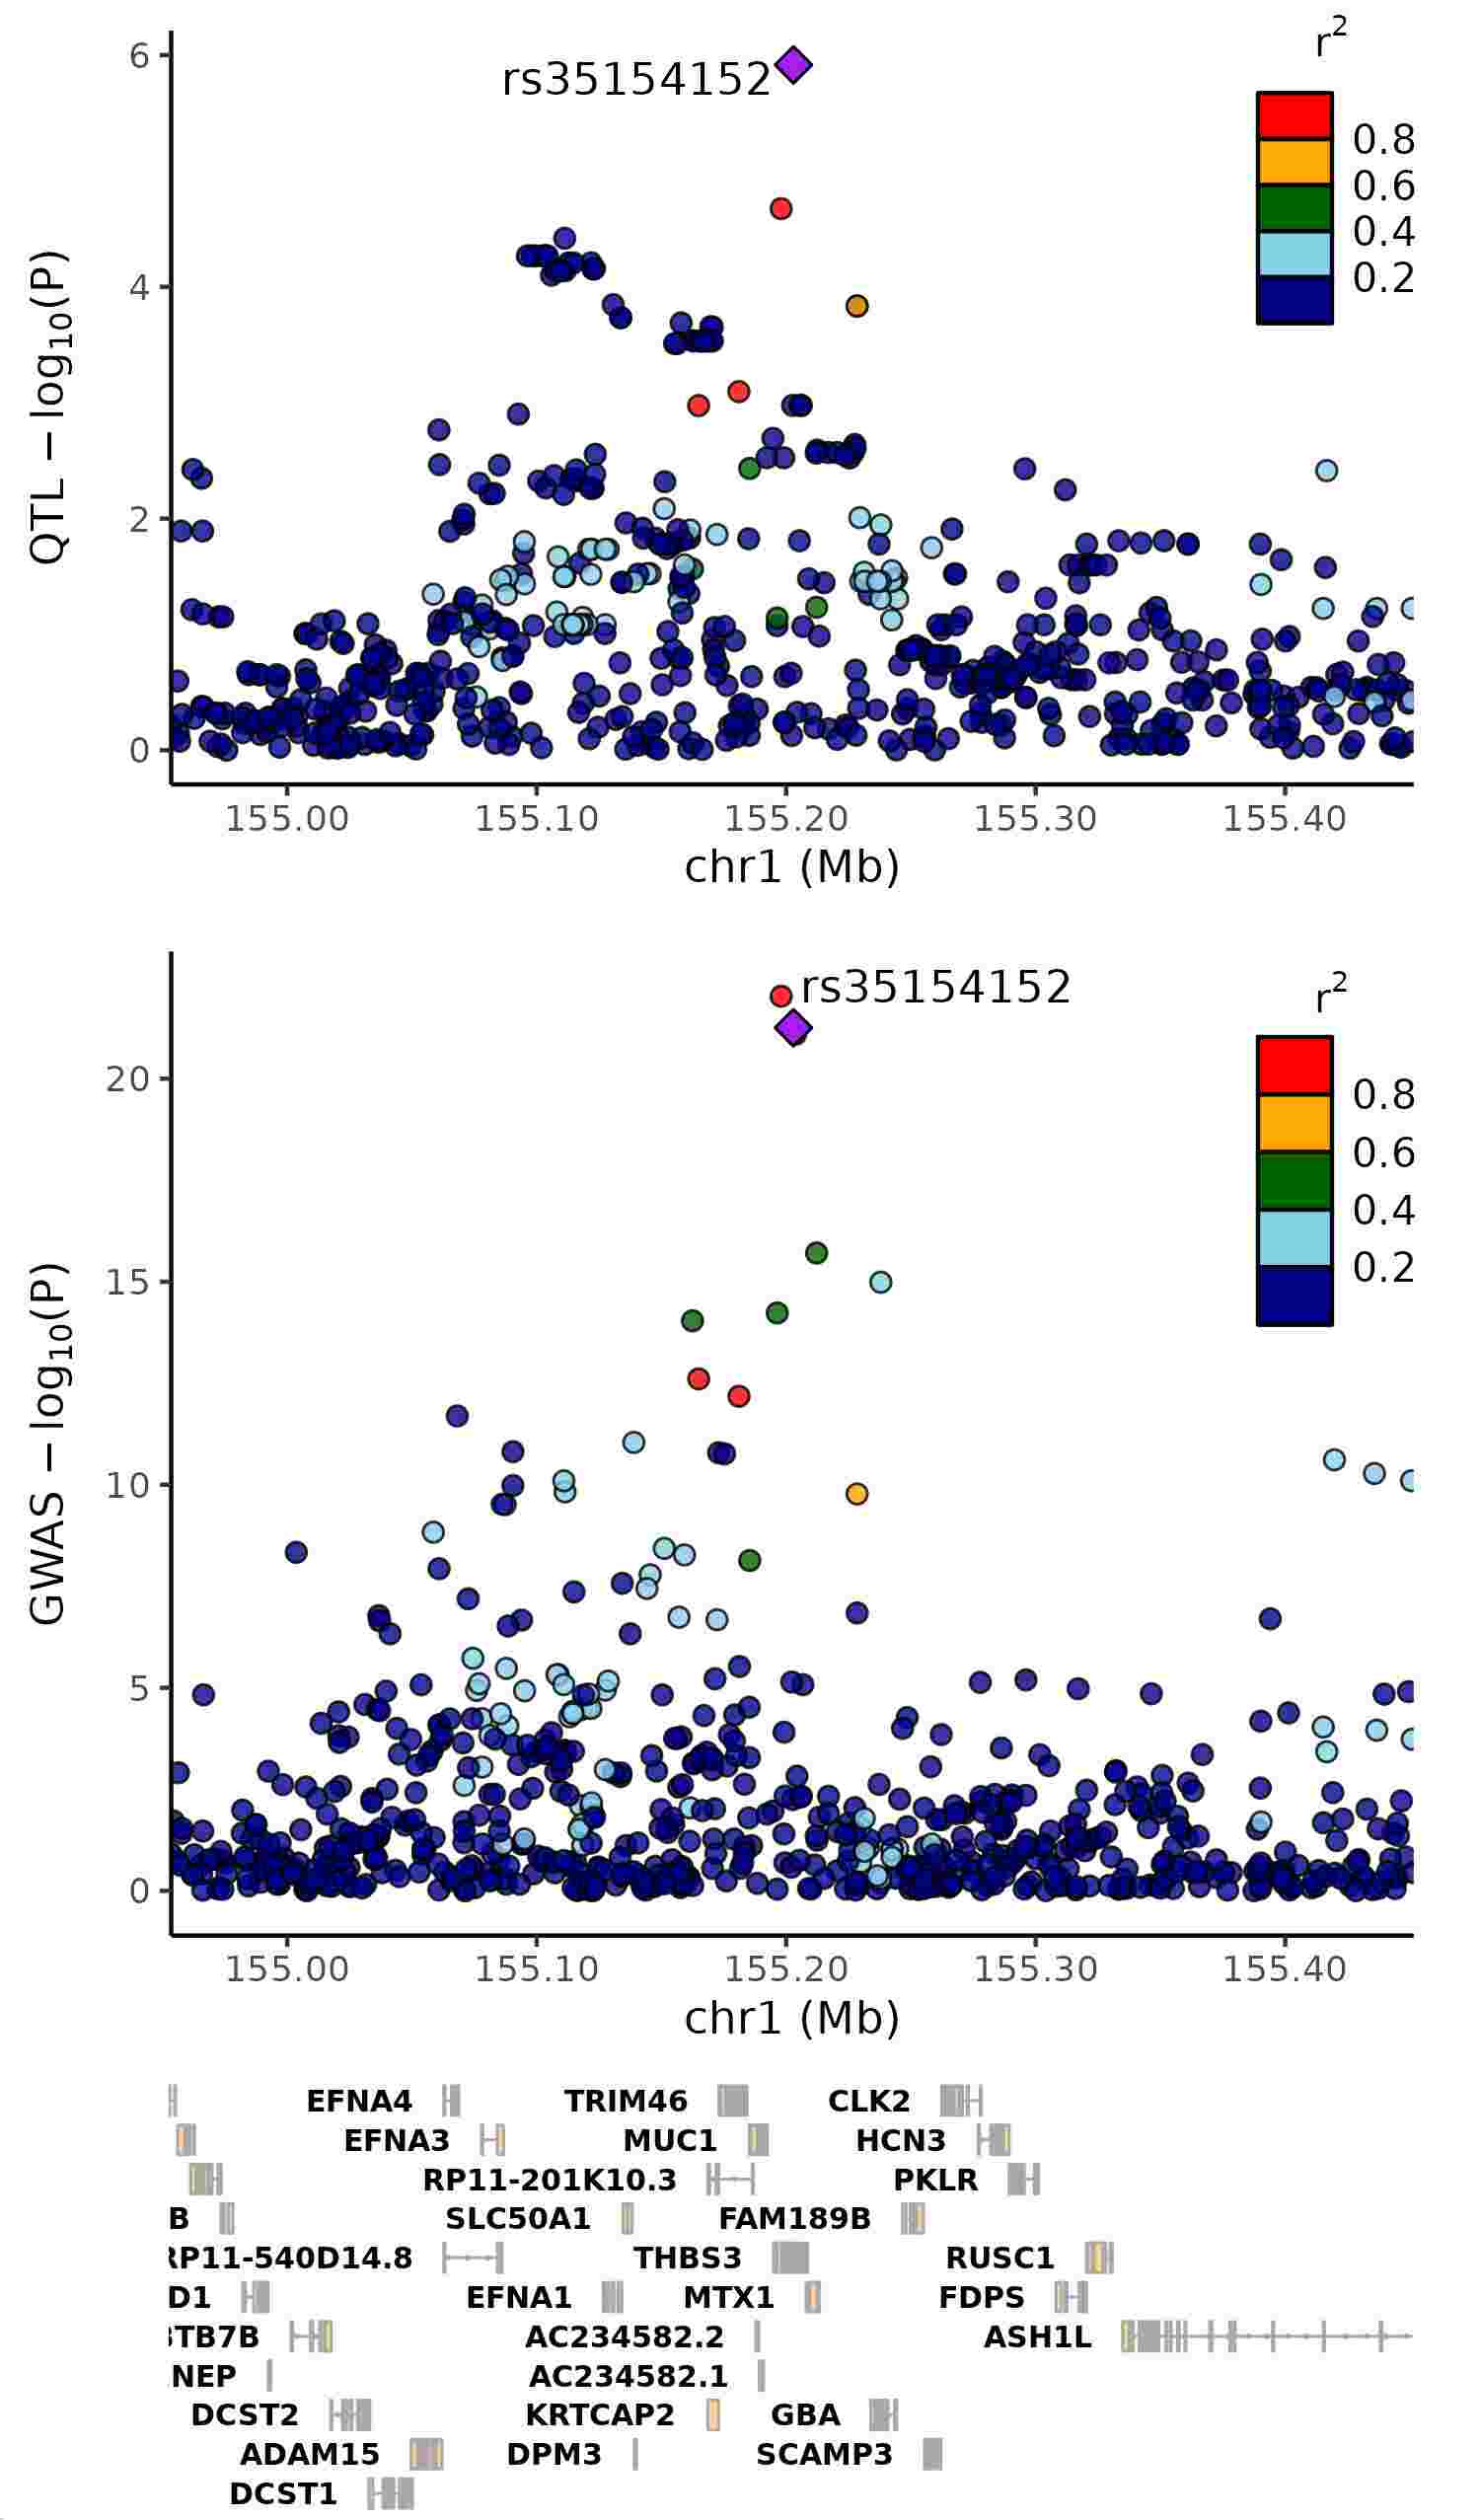 r2
6
rs35154152
0.8
0.6
0.4
0.2
4
2
0
QTL −log10(P)
155.00 155.10 155.20 155.30 155.40
chr1 (Mb)
r2
rs35154152
20
0.8
0.6
0.4
0.2
15
10
5
0
GWAS −log10(P)
155.00 155.10 155.20 155.30 155.40
chr1 (Mb)
EFNA4 TRIM46 CLK2
EFNA3 MUC1 HCN3
RP11-201K10.3 PKLR
B SLC50A1 FAM189B
RP11-540D14.8 THBS3 RUSC1
D1 EFNA1 MTX1 FDPS
TB7B AC234582.2 ASH1L
NEP AC234582.1
DCST2 KRTCAP2 GBA
ADAM15 DPM3 SCAMP3
DCST1